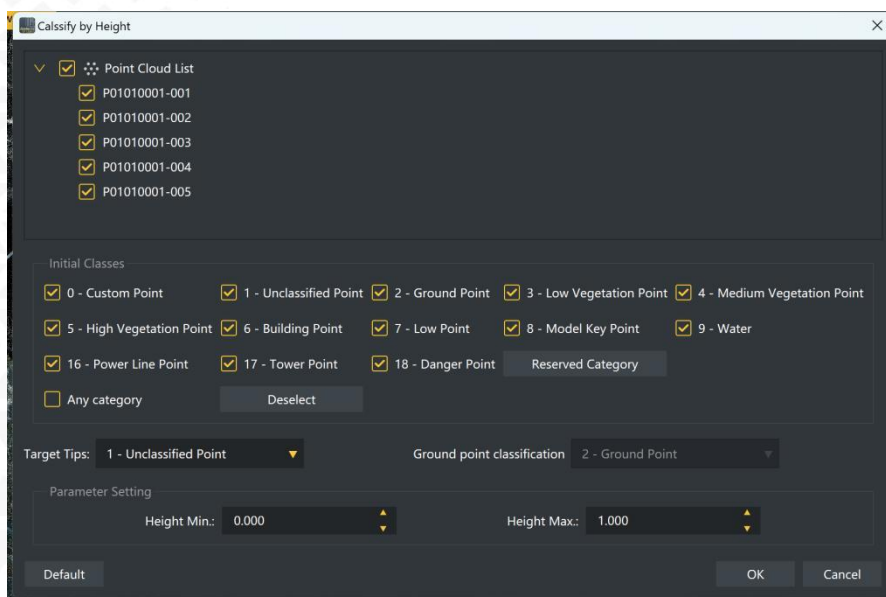 Calssify by Height
Point Cloud List
P01010001-001
P01010001-002
P01010001-003
P01010001-004
P01010001-005
Initial Classes
0 - Custom Point 1 - Unclassified Point 2 - Ground Point 3 - Low Vegetation Point 4 - Medium Vegetation Point
5 - High Vegetation Point 6 - Building Point 7 - Low Point 8 - Model Key Point 9 - Water
16 - Power Line Point 17 - Tower Point 18 - Danger Point Reserved Category
Any category Deselect
Target Tips: 1 - Unclassified Point Ground point classification 2 - Ground Point
Parameter Setting
Height Min.: 0.000 Height Max.: 1.000
Default OK Cancel